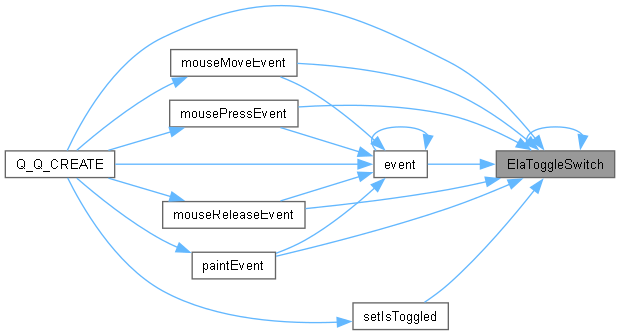 mouseMoveEvent
mousePressEvent
Q_Q_CREATE
event
ElaToggleSwitch
mouseReleaseEvent
paintEvent
setIsToggled